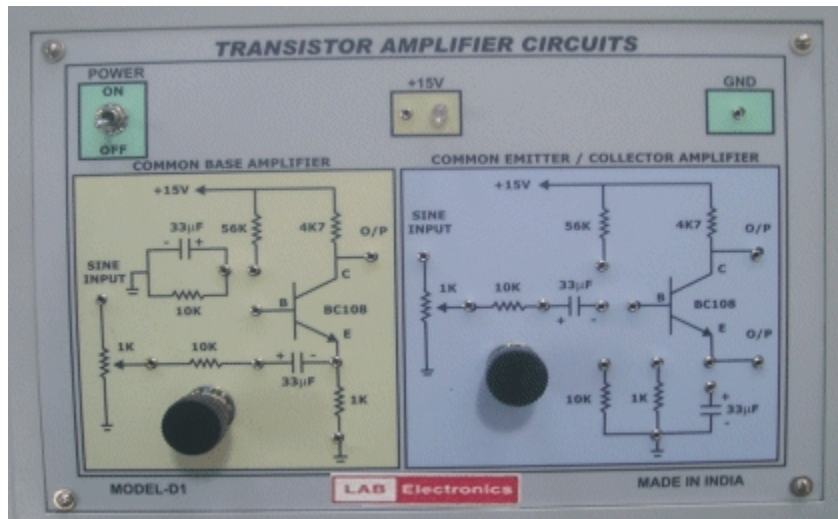 TRANSISTOR AMPLIFIER CIRCUITS
POWER
ON
OFF
+15V
GND
COMMON BASE AMPLIFIER
+15V
33µF
- +
56K
4K7
O/P
SINE
INPUT
10K
C
B
BC108
E
1K
10K
+ -
33µF
1K
COMMON EMITTER / COLLECTOR AMPLIFIER
+15V
SINE
INPUT
56K
4K7
O/P
C
1K
10K
33µF
+ -
B
BC108
E
O/P
10K
1K
+
33µF
-
MODEL-D1
LAB Electronics
MADE IN INDIA